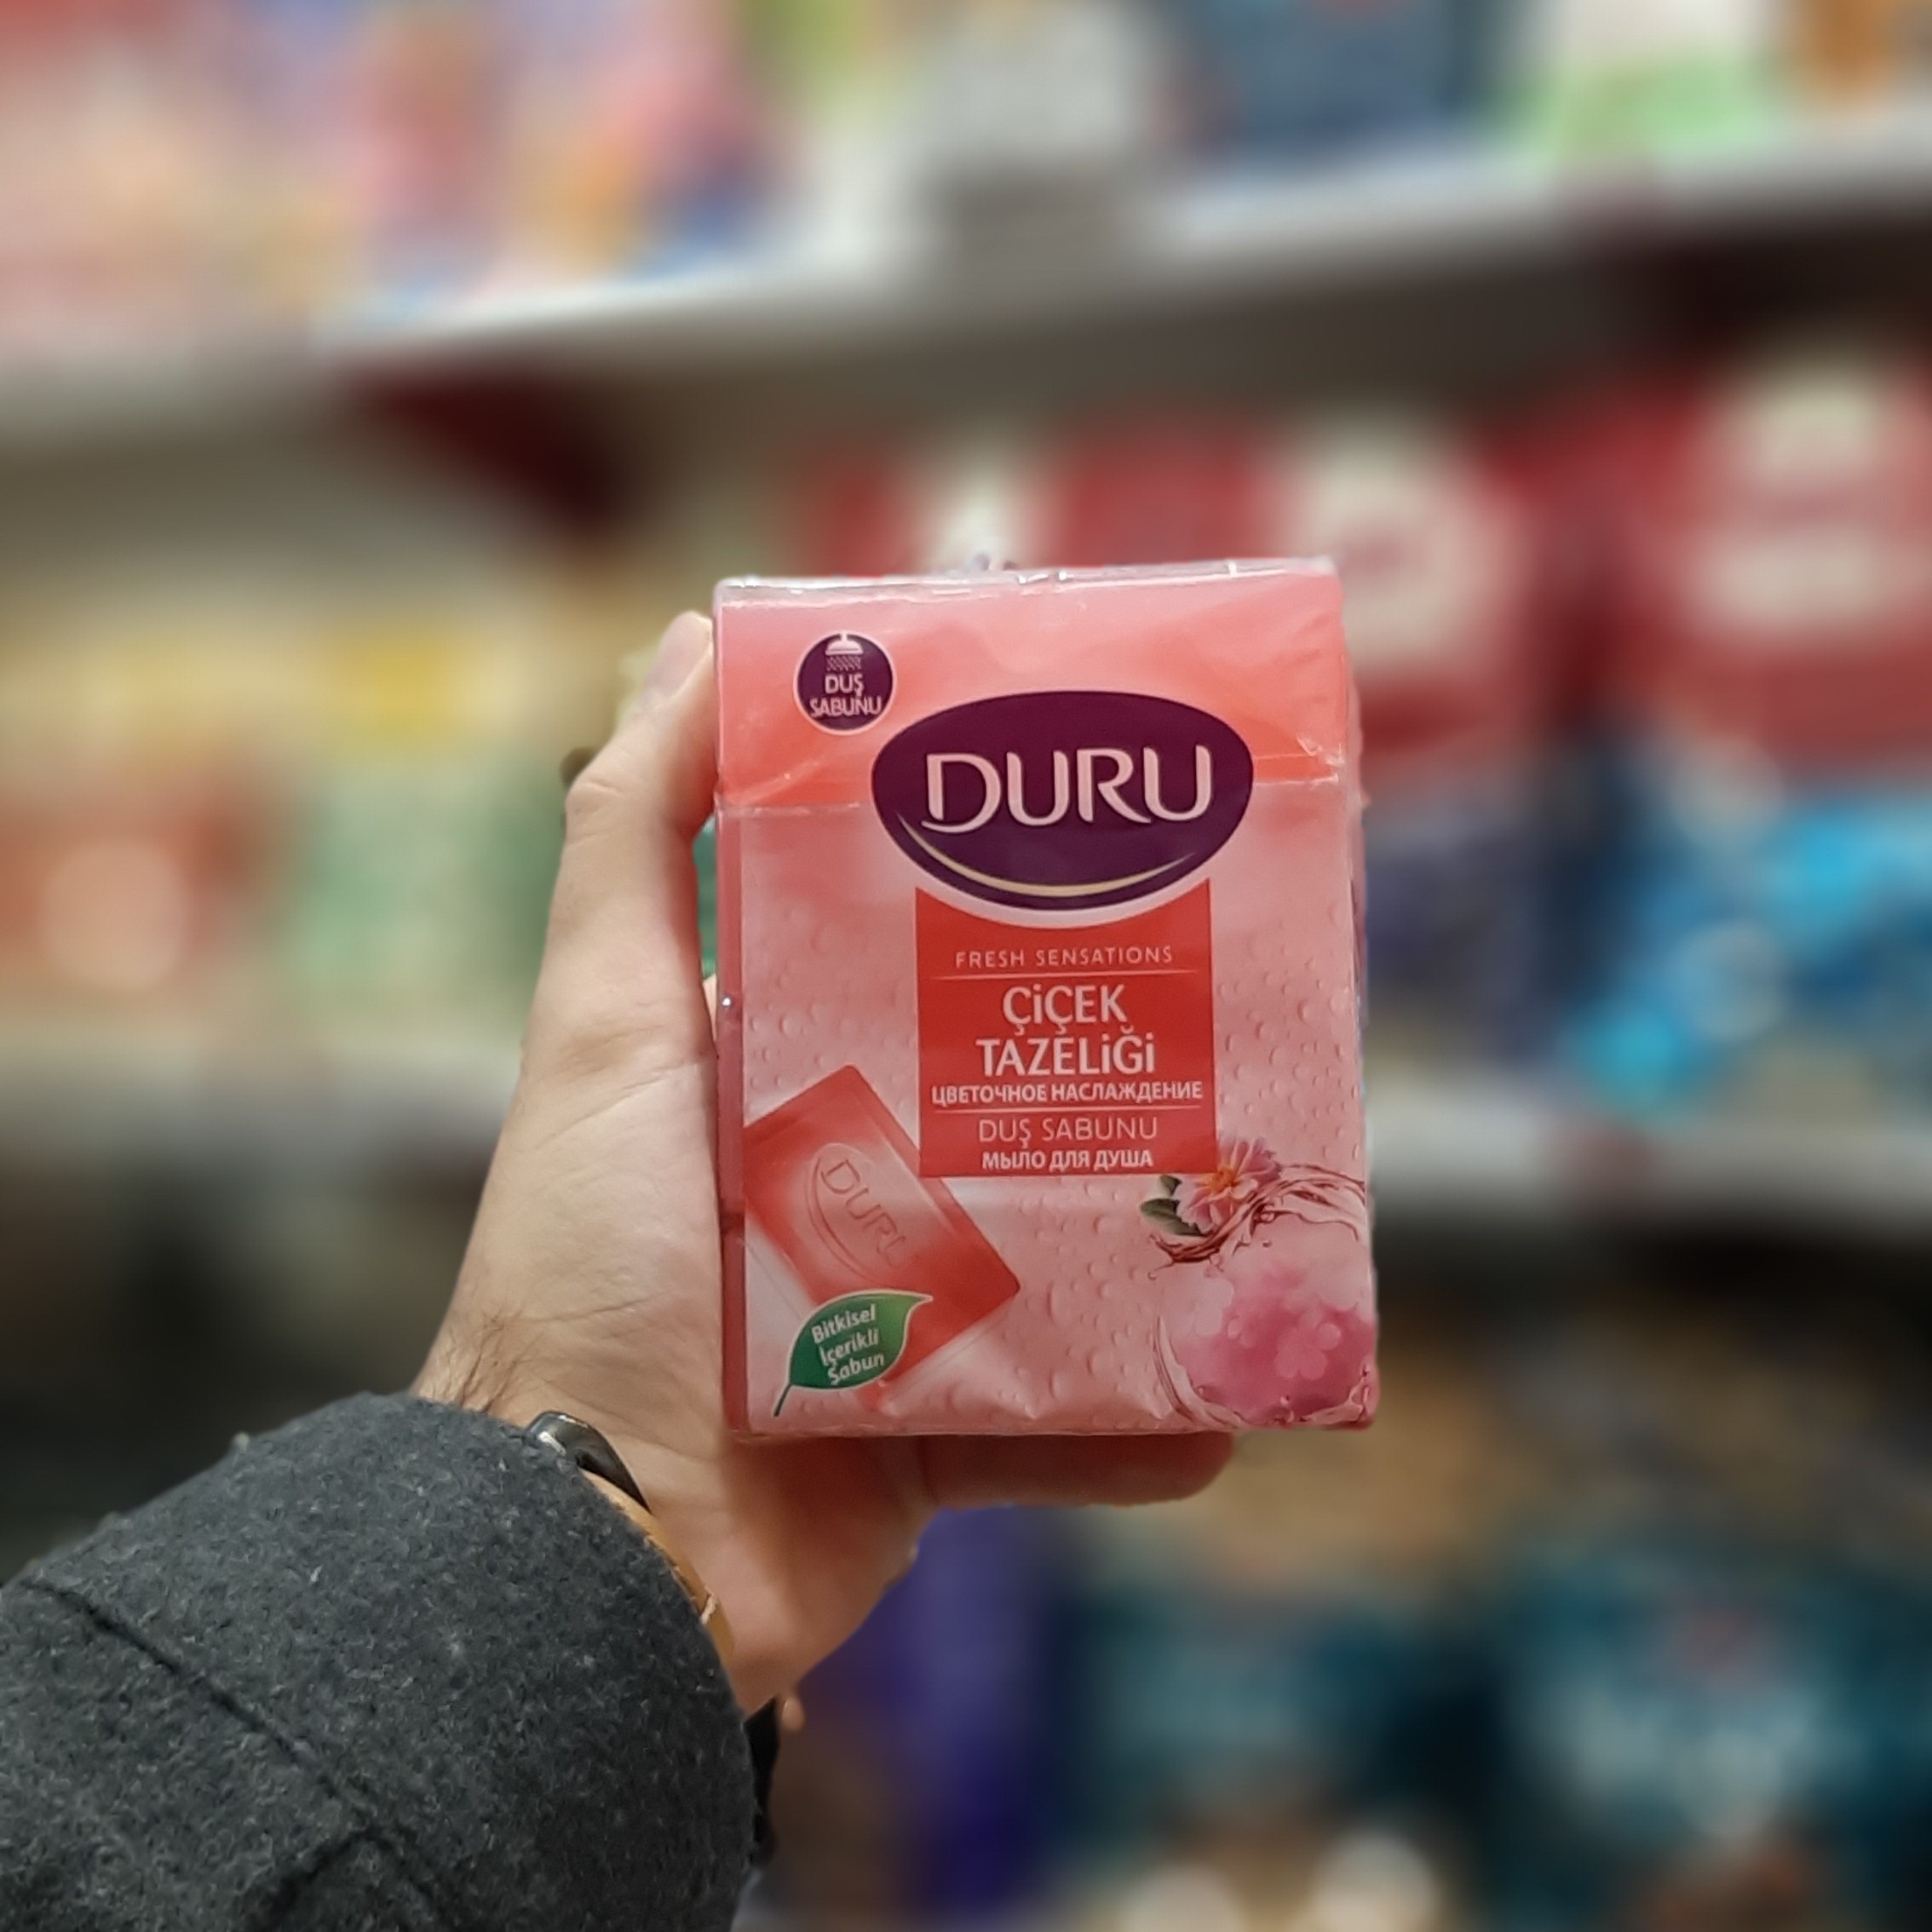 DUŞ
SABUNU
DURU
FRESH SENSATIONS
ÇİÇEK
TAZELİĞİ
ЦВЕТОЧНОЕ НАСЛАЖДЕНИЕ
DUŞ SABUNU
МЫЛО ДЛЯ ДУША
DURU
Bitkisel
İçerikli
Sabun